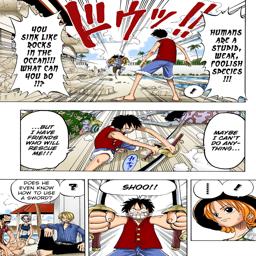 HUMANS
ARE A
STUPID,
WEAK,
FOOLISH
SPECIES
!!!
YOU
SINK LIKE
ROCKS
IN THE
OCEAN!!!
WHAT
CAN YOU
DO !!?
ドウッ!!
?
MAYBE I
CAN'T DO
ANY-
THING...
...BUT I
HAVE
FRIENDS
WHO WILL
RESCUE
ME!!!
!...!
SHOO!!
?
DOES HE
EVEN KNOW
HOW TO USE
A SWORD?